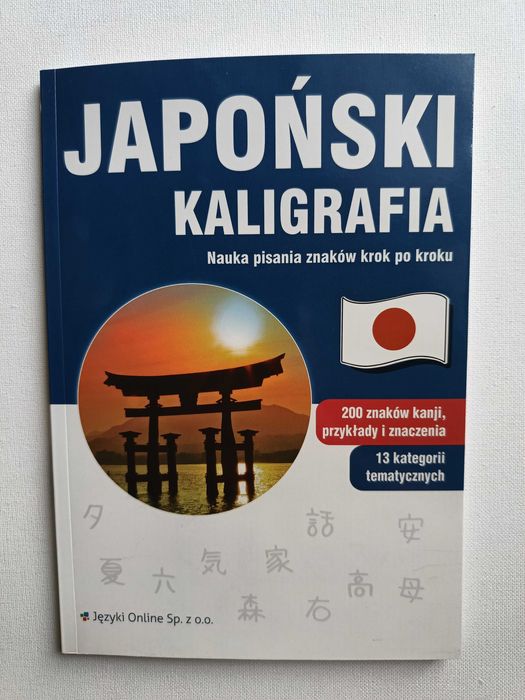 JAPOŃSKI
KALIGRAFIA
Nauka pisania znaków krok po kroku
200 znaków kanji,
przykłady i znaczenia
13 kategorii
tematycznych
夕 話 安
夏 六 気 家 高 母
森 右
Języki Online Sp. z o.o.